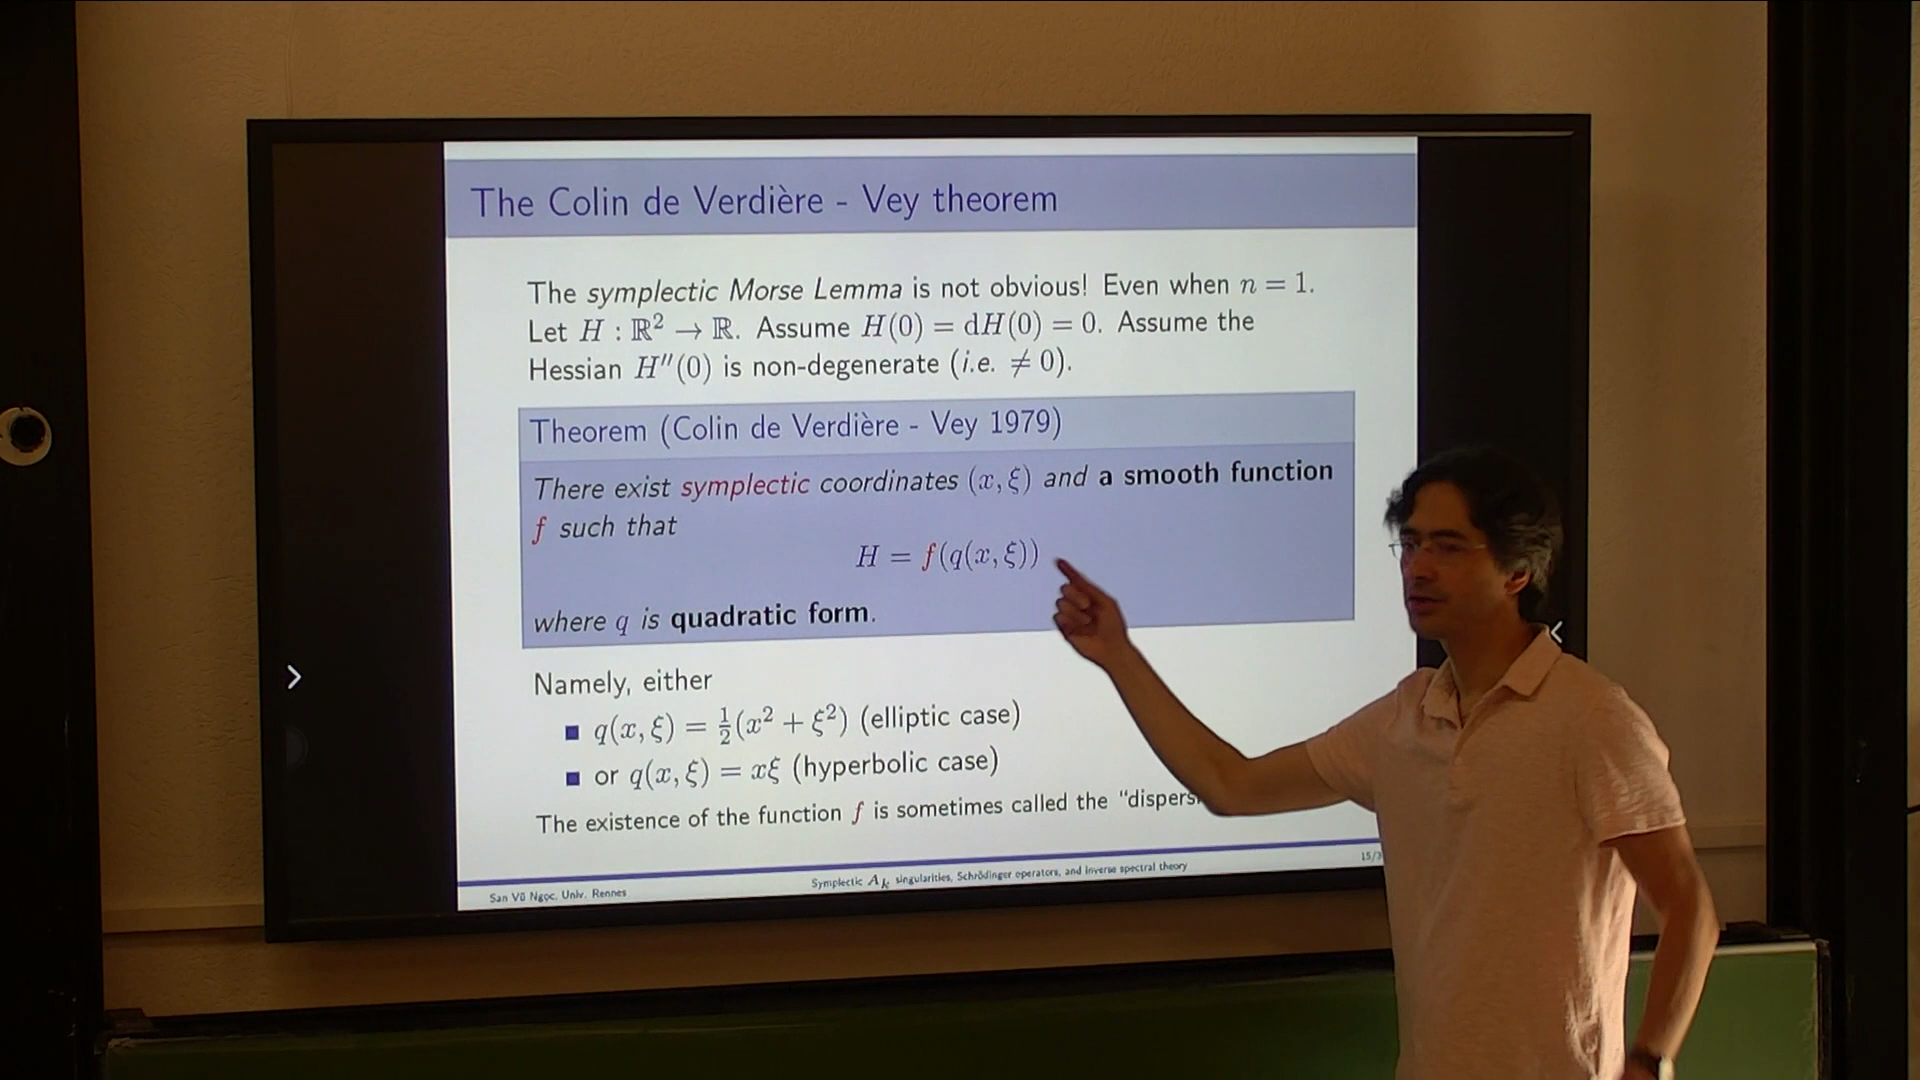 The Colin de Verdière - Vey theorem
The symplectic Morse Lemma is not obvious! Even when n = 1.
Let H : ℝ² → ℝ. Assume H(0) = dH(0) = 0. Assume the
Hessian H″(0) is non-degenerate (i.e. ≠ 0).
Theorem (Colin de Verdière - Vey 1979)
There exist symplectic coordinates (x, ξ) and a smooth function
f such that
H = f(q(x, ξ))
where q is quadratic form.
Namely, either
■ q(x, ξ) = ½(x² + ξ²) (elliptic case)
■ or q(x, ξ) = xξ (hyperbolic case)
The existence of the function f is sometimes called the
San Vũ Ngọc, Univ. Rennes
Symplectic Aₖ singularities, Schrödinger operators, and inverse spectral theory